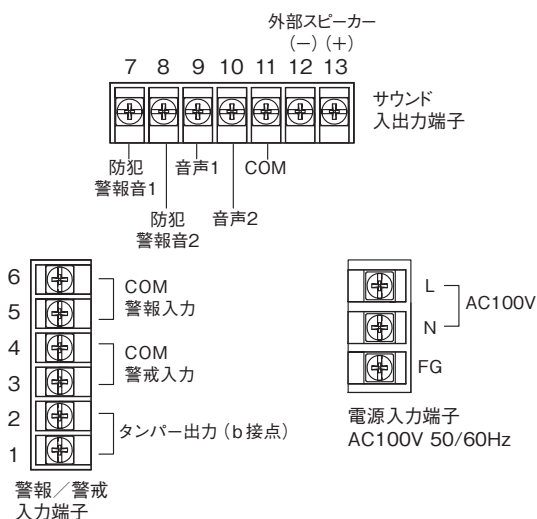 外部スピーカー
(－)(＋)
7 8 9 10 11 12 13
サウンド
入出力端子
防犯
警報音1
音声1
COM
防犯
警報音2
音声2
6
COM
5
警報入力
4
COM
3
警戒入力
2
タンパー出力(b接点)
1
警報／警戒
入力端子
L
AC100V
N
FG
電源入力端子
AC100V 50/60Hz